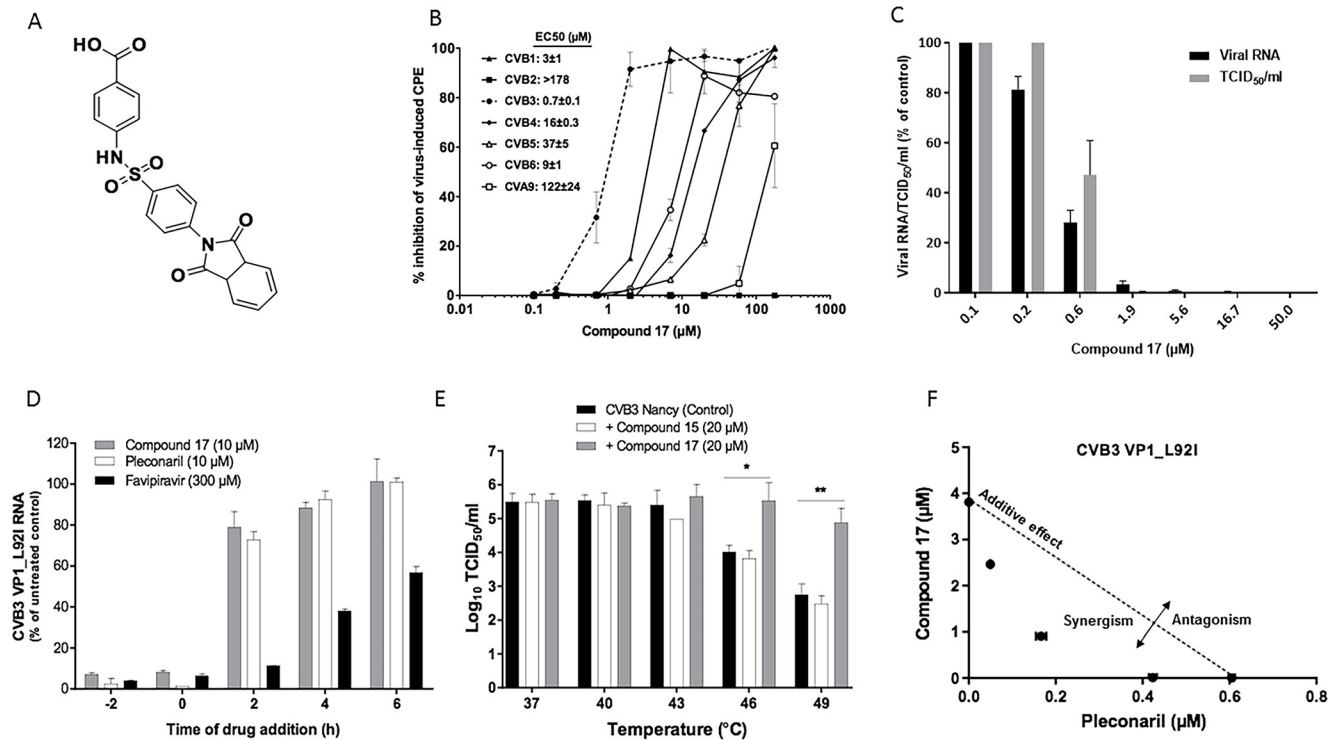 A
HO
O
HN
S
O
O
N
O
O
B
EC50 (µM)
CVB1: 3±1
CVB2: >178
CVB3: 0.7±0.1
CVB4: 16±0.3
CVB5: 37±5
CVB6: 9±1
CVA9: 122±24
% inhibition of virus-induced CPE
100
80
60
40
20
0
0.01
0.1
1
10
100
1000
Compound 17 (µM)
C
Viral RNA
TCID50/ml
Viral RNA/TCID50/ml (% of control)
100
80
60
40
20
0
0.1
0.2
0.6
1.9
5.6
16.7
50.0
Compound 17 (µM)
D
Compound 17 (10 µM)
Pleconaril (10 µM)
Favipiravir (300 µM)
CVB3 VP1_L92I RNA
(% of untreated control)
120
100
80
60
40
20
0
-2
0
2
4
6
Time of drug addition (h)
E
CVB3 Nancy (Control)
+ Compound 15 (20 µM)
+ Compound 17 (20 µM)
Log10 TCID50/ml
7
6
5
4
3
2
1
0
*
**
37
40
43
46
49
Temperature (°C)
F
CVB3 VP1_L92I
Compound 17 (µM)
5
4
3
2
1
0
Additive effect
Synergism
Antagonism
0.0
0.2
0.4
0.6
0.8
Pleconaril (µM)